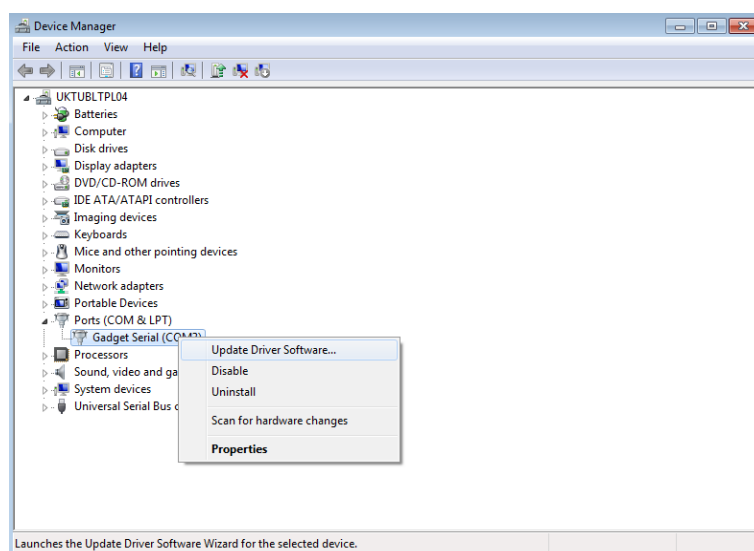 Device Manager
File Action View Help
UKTUBLTPL04
Batteries
Computer
Disk drives
Display adapters
DVD/CD-ROM drives
IDE ATA/ATAPI controllers
Imaging devices
Keyboards
Mice and other pointing devices
Monitors
Network adapters
Portable Devices
Ports (COM & LPT)
Gadget Serial
Processors
Sound, video and ga
System devices
Universal Serial Bus
Update Driver Software...
Disable
Uninstall
Scan for hardware changes
Properties
Launches the Update Driver Software Wizard for the selected device.